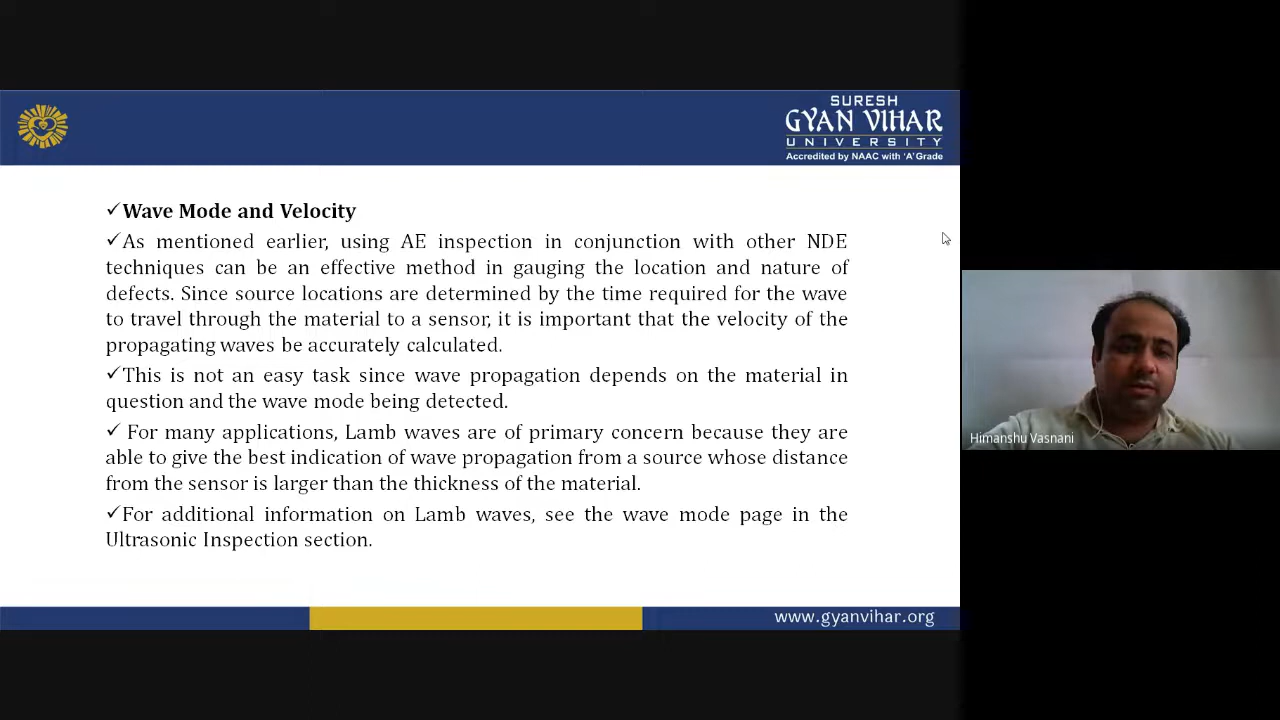 SURESH
GYAN VIHAR
UNIVERSITY
Accredited by NAAC with 'A' Grade
✓Wave Mode and Velocity
✓As mentioned earlier, using AE inspection in conjunction with other NDE
techniques can be an effective method in gauging the location and nature of
defects. Since source locations are determined by the time required for the wave
to travel through the material to a sensor, it is important that the velocity of the
propagating waves be accurately calculated.
✓This is not an easy task since wave propagation depends on the material in
question and the wave mode being detected.
✓ For many applications, Lamb waves are of primary concern because they are
able to give the best indication of wave propagation from a source whose distance
from the sensor is larger than the thickness of the material.
✓For additional information on Lamb waves, see the wave mode page in the
Ultrasonic Inspection section.
www.gyanvihar.org
Himanshu Vasnani